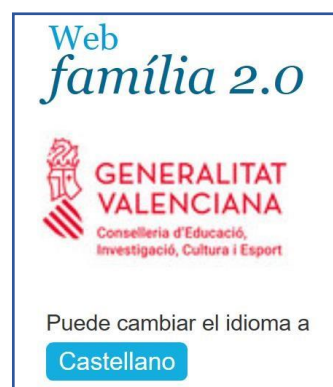 Web
família 2.0
GENERALITAT
VALENCIANA
Conselleria d'Educació,
Investigació, Cultura i Esport
Puede cambiar el idioma a
Castellano